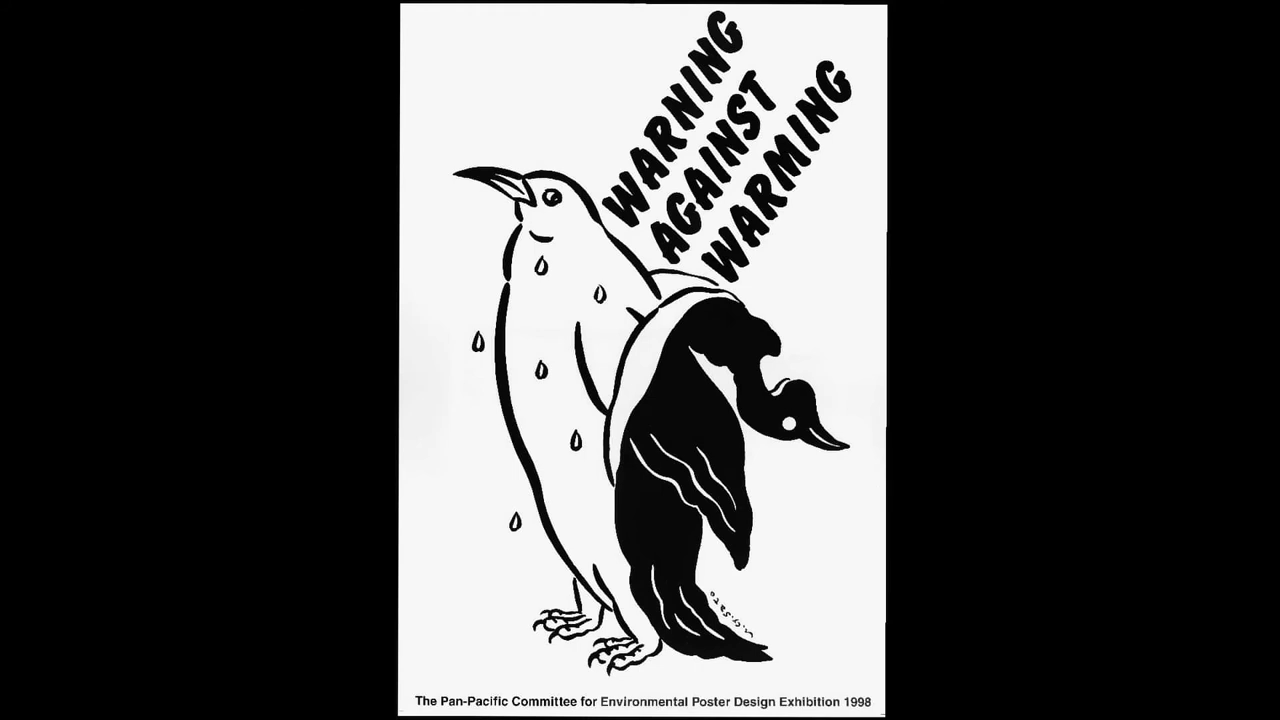 WARNING
AGAINST
WARMING
The Pan-Pacific Committee for Environmental Poster Design Exhibition 1998